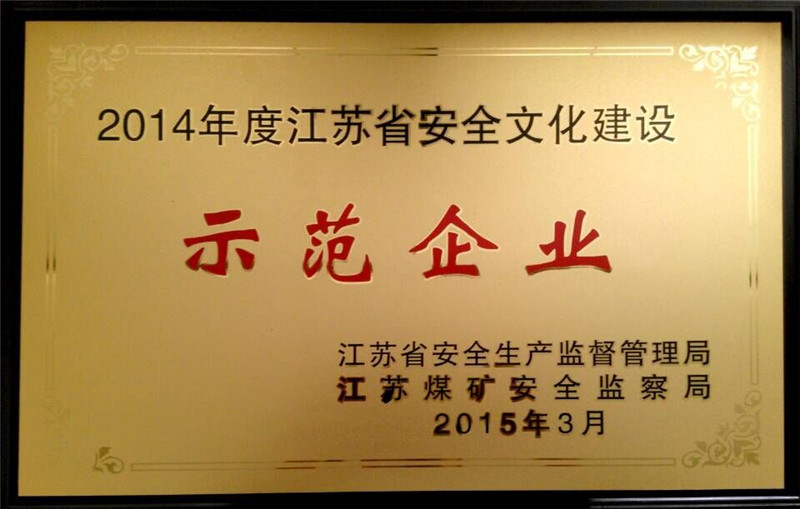 2014年度江苏省安全文化建设
示范企业
江苏省安全生产监督管理局
江苏煤矿安全监察局
2015年3月